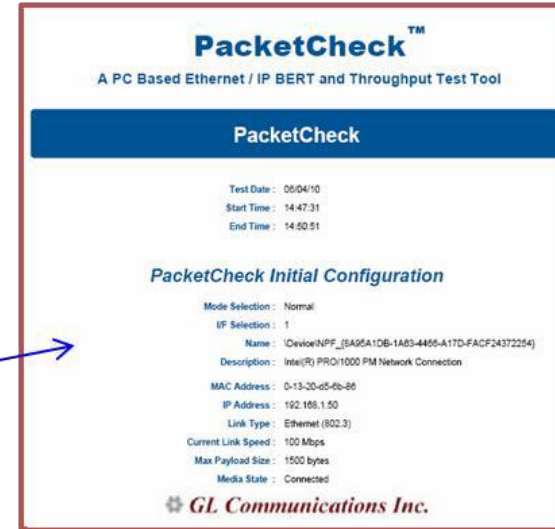 PacketCheck™
A PC Based Ethernet / IP BERT and Throughput Test Tool
PacketCheck
Test Date : 06/04/10
Start Time : 14:47:31
End Time : 14:50:51
PacketCheck Initial Configuration
Mode Selection : Normal
I/F Selection : 1
Name : \Device\NPF_{8A95A1DB-1A63-4466-A17D-FACF24372254}
Description : Intel(R) PRO/1000 PM Network Connection
MAC Address : 0-13-20-d5-6b-86
IP Address : 192.168.1.50
Link Type : Ethernet (802.3)
Current Link Speed : 100 Mbps
Max Payload Size : 1500 bytes
Media State : Connected
GL Communications Inc.